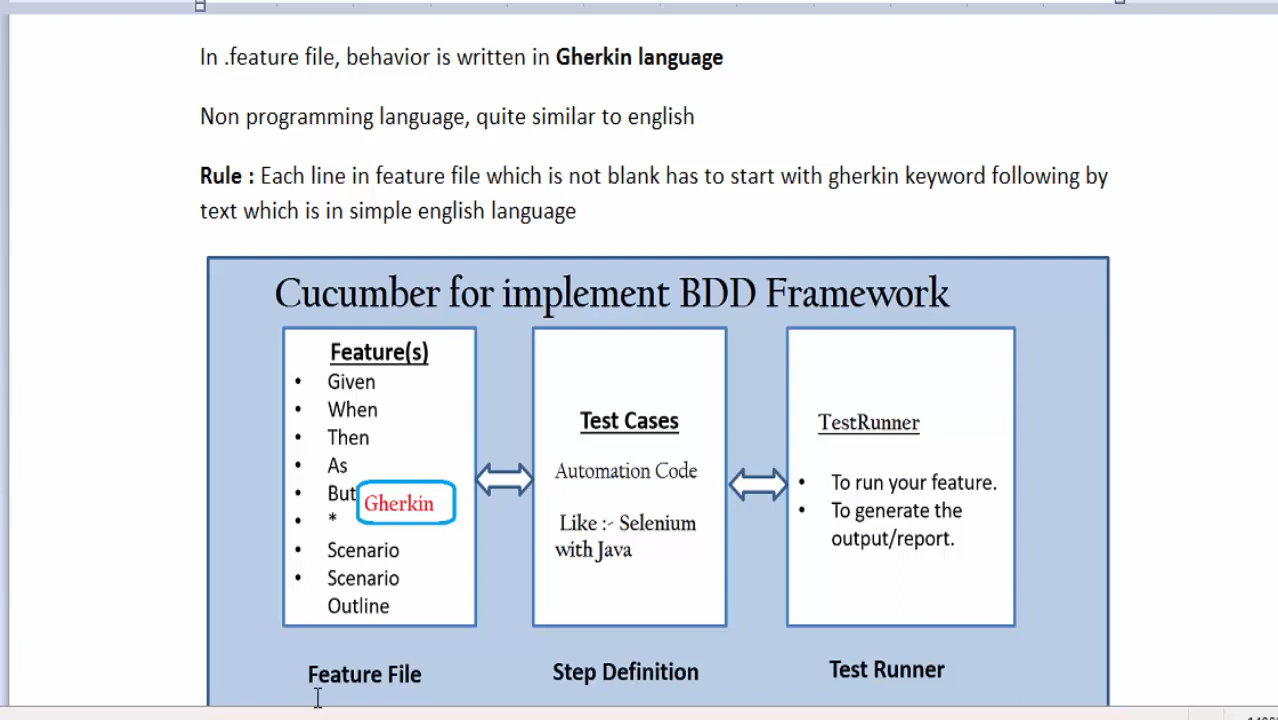 In .feature file, behavior is written in Gherkin language
Non programming language, quite similar to english
Rule : Each line in feature file which is not blank has to start with gherkin keyword following by
text which is in simple english language
Cucumber for implement BDD Framework
Feature(s)
• Given
• When
• Then
• As
• But
Gherkin
• *
• Scenario
• Scenario
Outline
Feature File
Test Cases
Automation Code
Like :- Selenium
with Java
Step Definition
TestRunner
• To run your feature.
• To generate the
output/report.
Test Runner